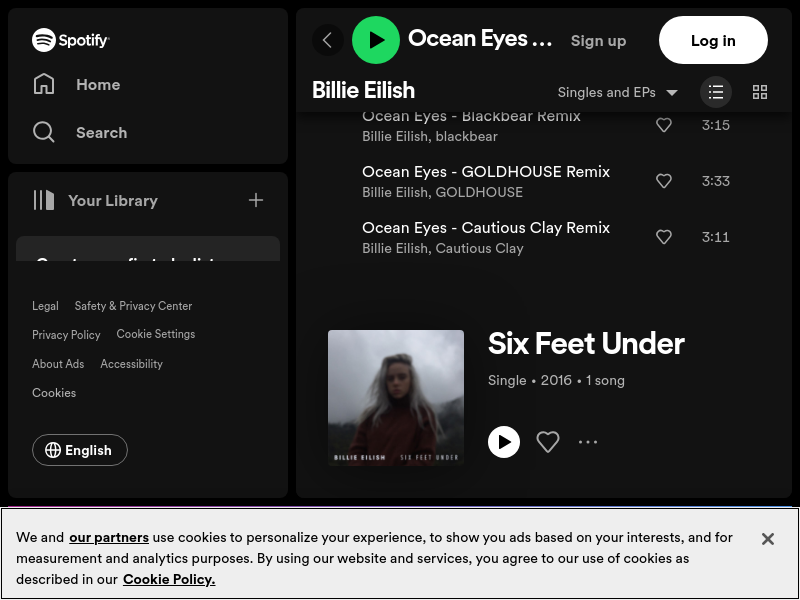 Spotify
Home
Search
Your Library
Legal
Safety & Privacy Center
Privacy Policy
Cookie Settings
About Ads
Accessibility
Cookies
English
Ocean Eyes ...
Sign up
Log in
Billie Eilish
Singles and EPs
Ocean Eyes - Blackbear Remix
Billie Eilish, blackbear
3:15
Ocean Eyes - GOLDHOUSE Remix
Billie Eilish, GOLDHOUSE
3:33
Ocean Eyes - Cautious Clay Remix
Billie Eilish, Cautious Clay
3:11
BILLIE EILISH SIX FEET UNDER
Six Feet Under
Single • 2016 • 1 song
We and our partners use cookies to personalize your experience, to show you ads based on your interests, and for
measurement and analytics purposes. By using our website and services, you agree to our use of cookies as
described in our Cookie Policy.